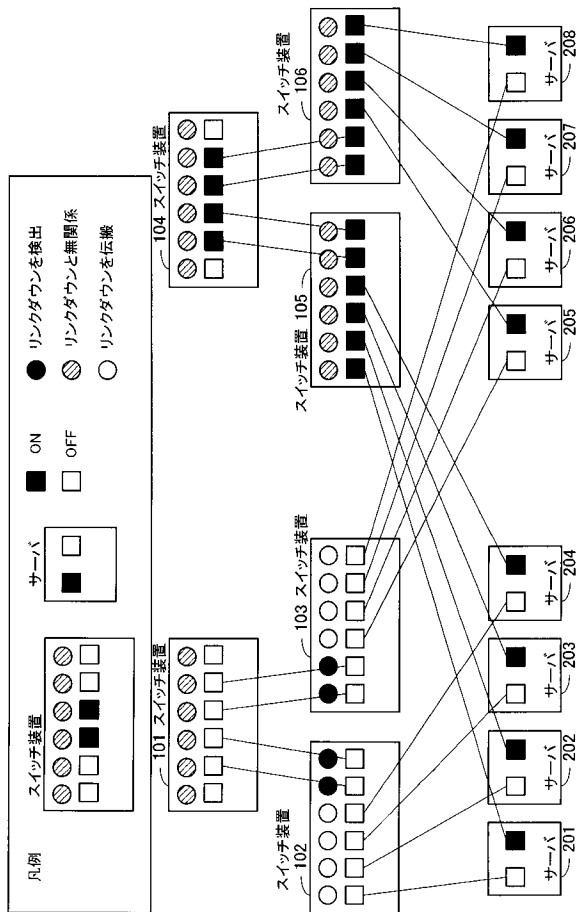 凡例
スイッチ装置
サーバ
ON
OFF
リンクダウンを検出
リンクダウンと無関係
リンクダウンを伝搬
101 スイッチ装置
104 スイッチ装置
スイッチ装置
102
103 スイッチ装置
スイッチ装置 105
スイッチ装置
106
サーバ
201
サーバ
202
サーバ
203
サーバ
204
サーバ
205
サーバ
206
サーバ
207
サーバ
208